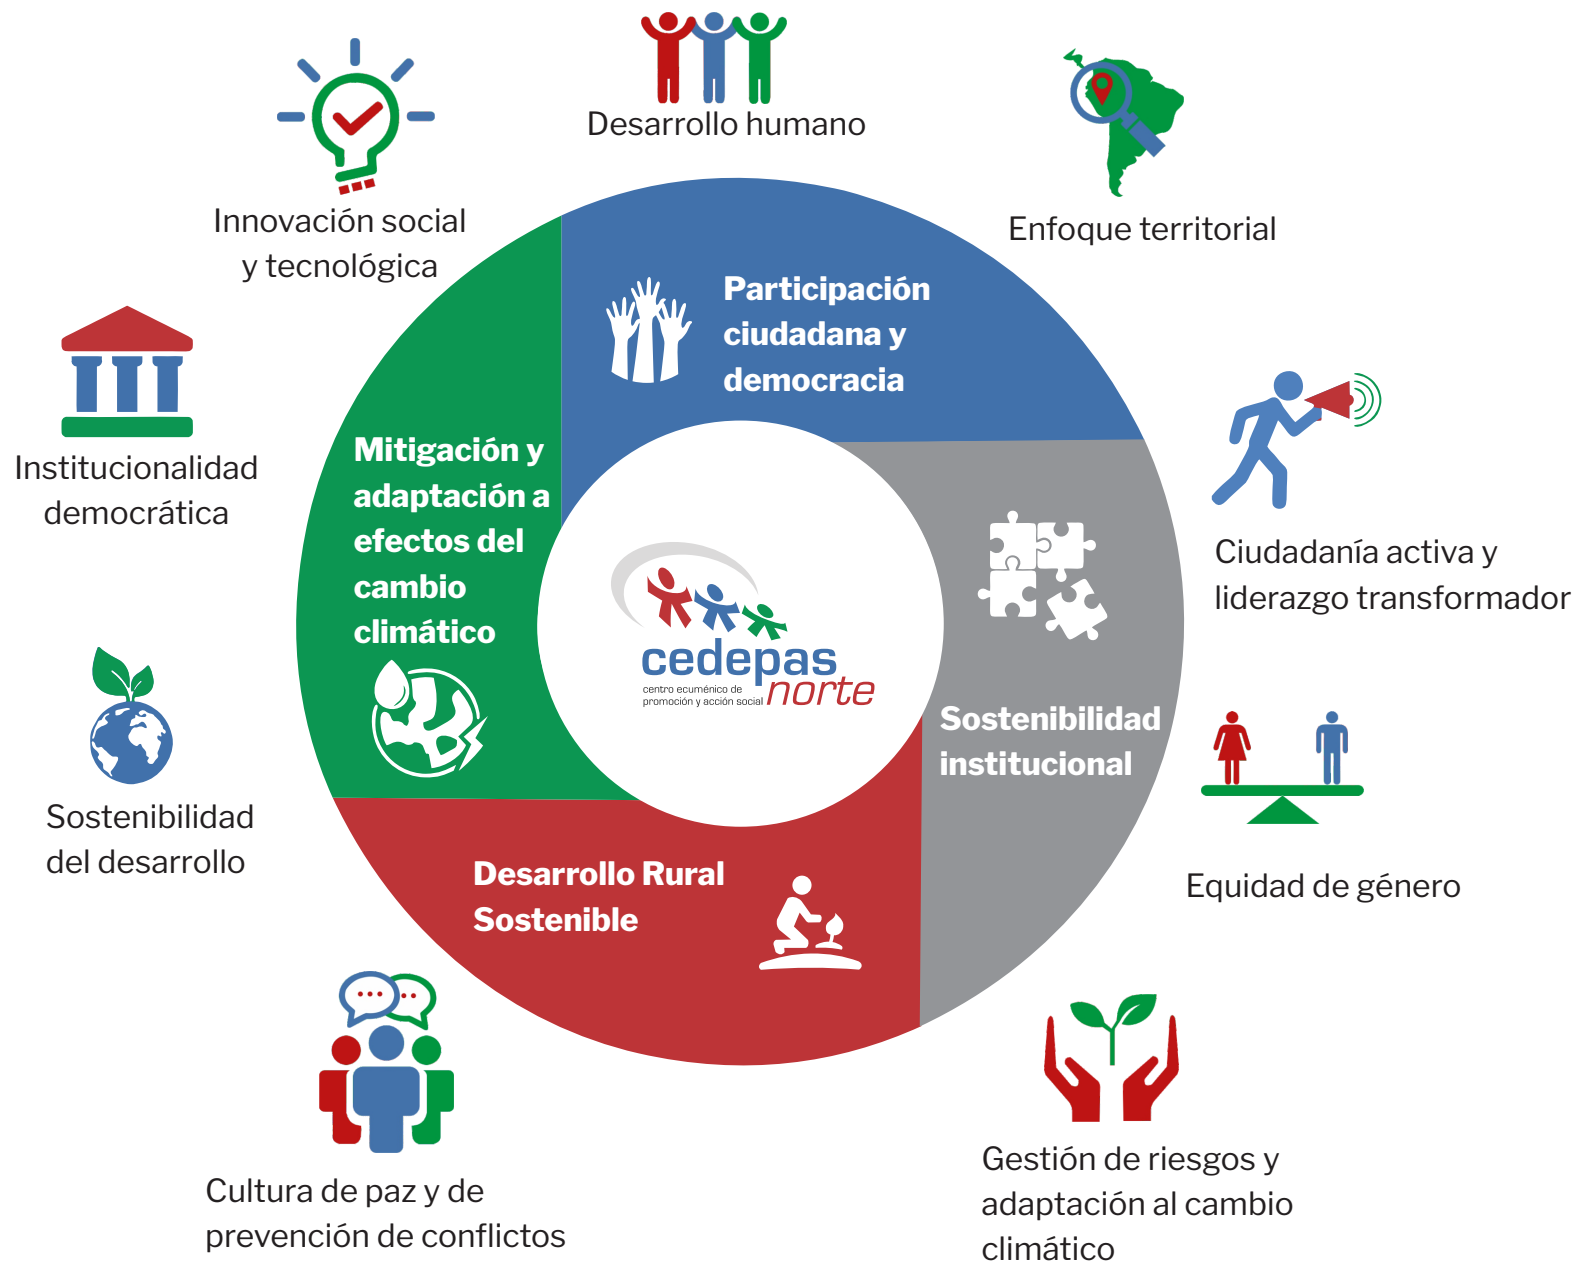 Desarrollo humano
Innovación social
y tecnológica
Enfoque territorial
Institucionalidad
democrática
Ciudadanía activa y
liderazgo transformador
Sostenibilidad
del desarrollo
Equidad de género
Cultura de paz y de
prevención de conflictos
Gestión de riesgos y
adaptación al cambio
climático
Participación
ciudadana y
democracia
Mitigación y
adaptación a
efectos del
cambio
climático
Sostenibilidad
institucional
Desarrollo Rural
Sostenible
cedepas
centro ecuménico de
promoción y acción social norte